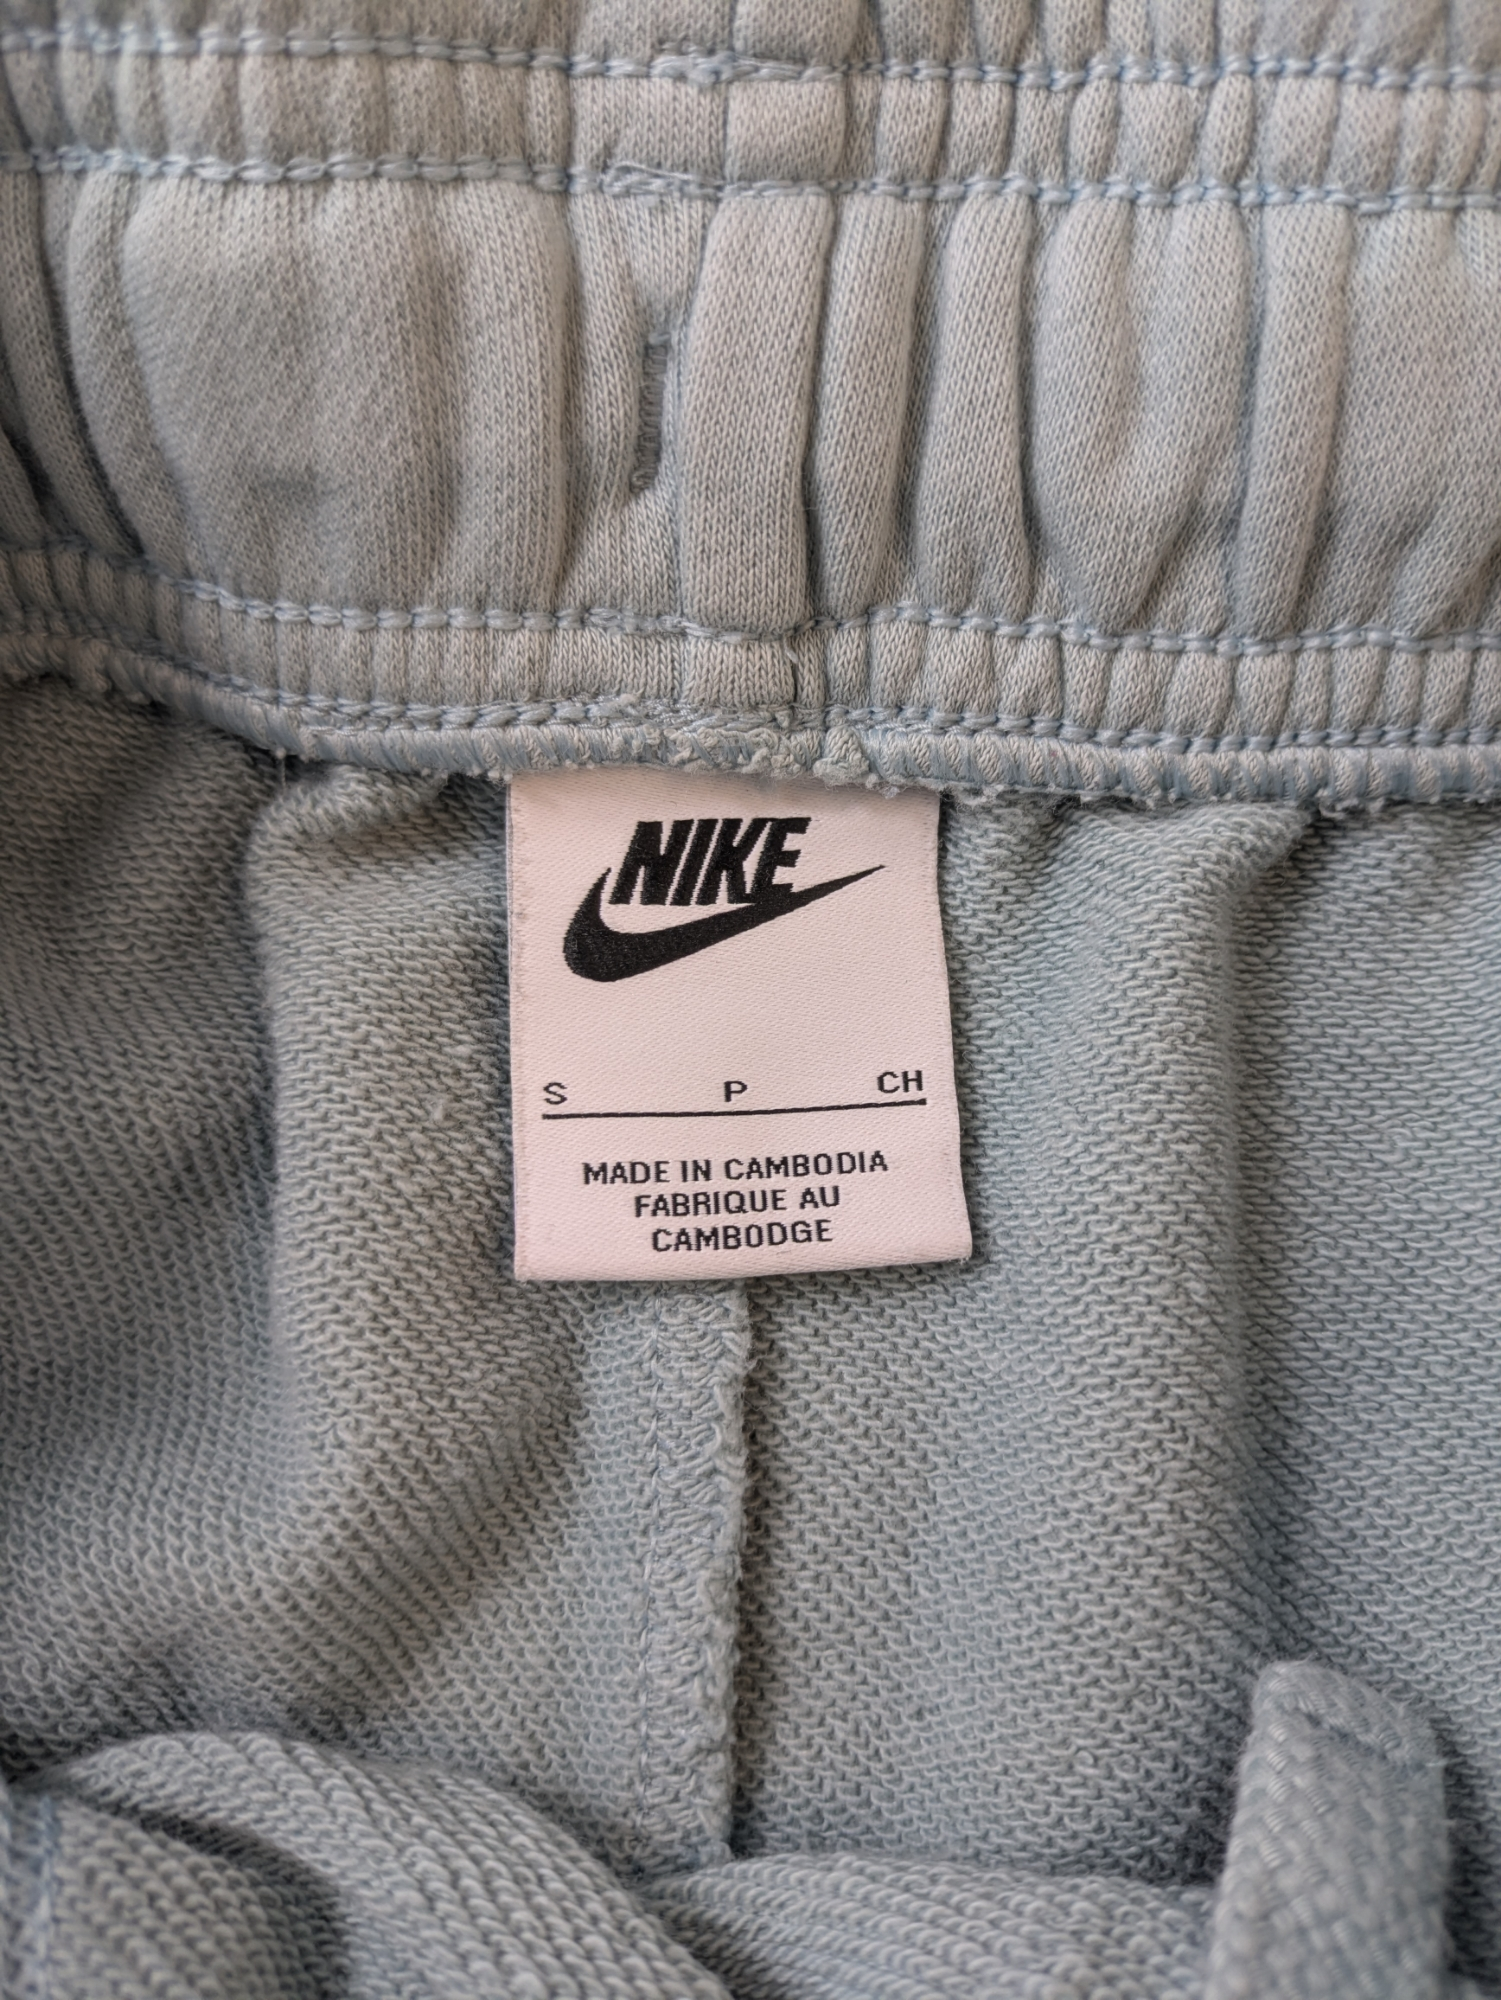 NIKE
S P CH
MADE IN CAMBODIA
FABRIQUE AU
CAMBODGE